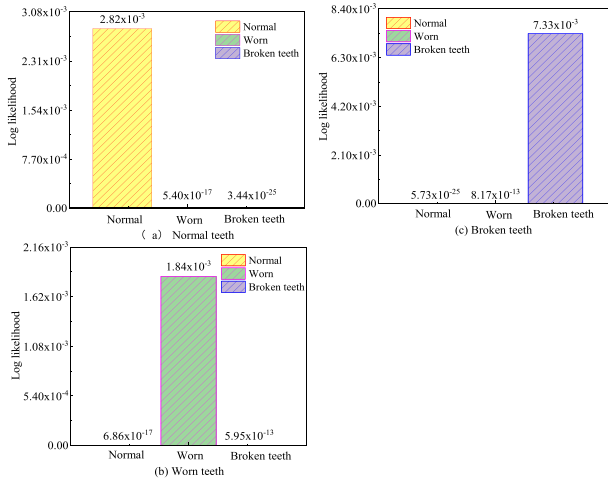 3.08x10⁻³
2.82x10⁻³
Normal
Worn
Broken teeth
2.31x10⁻³
1.54x10⁻³
7.70x10⁻⁴
0.00
Log likelihood
5.40x10⁻¹⁷
3.44x10⁻²⁵
Normal
Worn
Broken teeth
( a) Normal teeth
8.40x10⁻³
Normal
Worn
Broken teeth
7.33x10⁻³
6.30x10⁻³
4.20x10⁻³
2.10x10⁻³
0.00
Log likelihood
5.73x10⁻²⁵
8.17x10⁻¹³
Normal
Worn
Broken teeth
(c) Broken teeth
2.16x10⁻³
1.84x10⁻³
Normal
Worn
Broken teeth
1.62x10⁻³
1.08x10⁻³
5.40x10⁻⁴
0.00
Log likelihood
6.86x10⁻¹⁷
5.95x10⁻¹³
Normal
Worn
Broken teeth
(b) Worn teeth